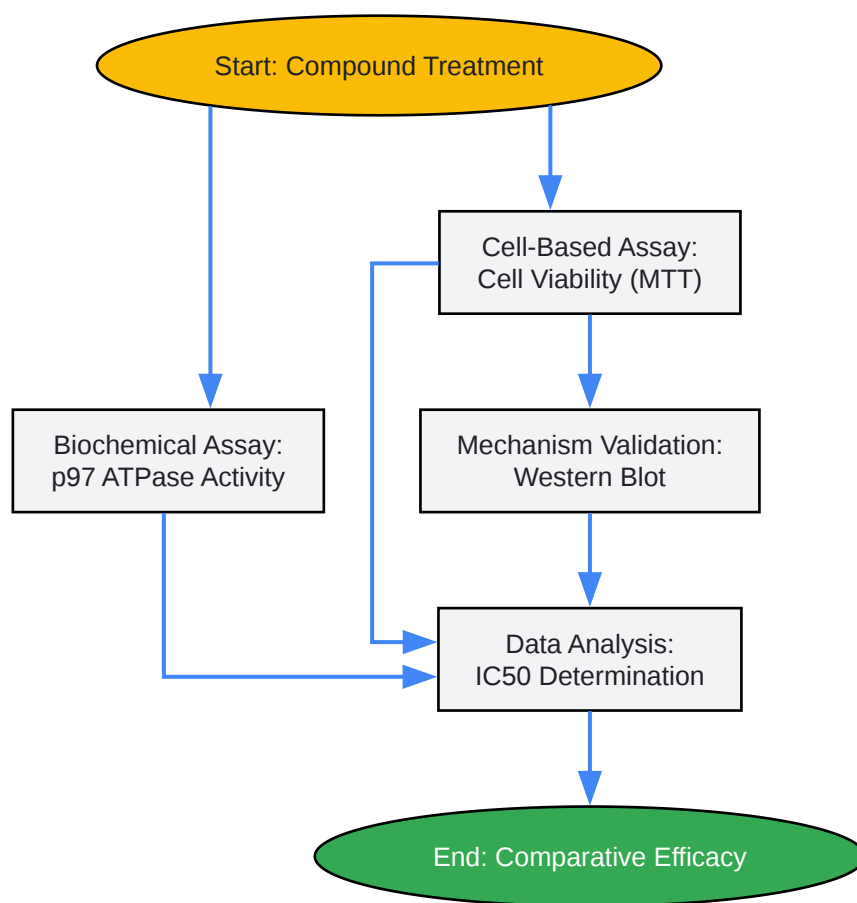 Start: Compound Treatment
Cell-Based Assay:
Cell Viability (MTT)
Biochemical Assay:
p97 ATPase Activity
Mechanism Validation:
Western Blot
Data Analysis:
IC50 Determination
End: Comparative Efficacy